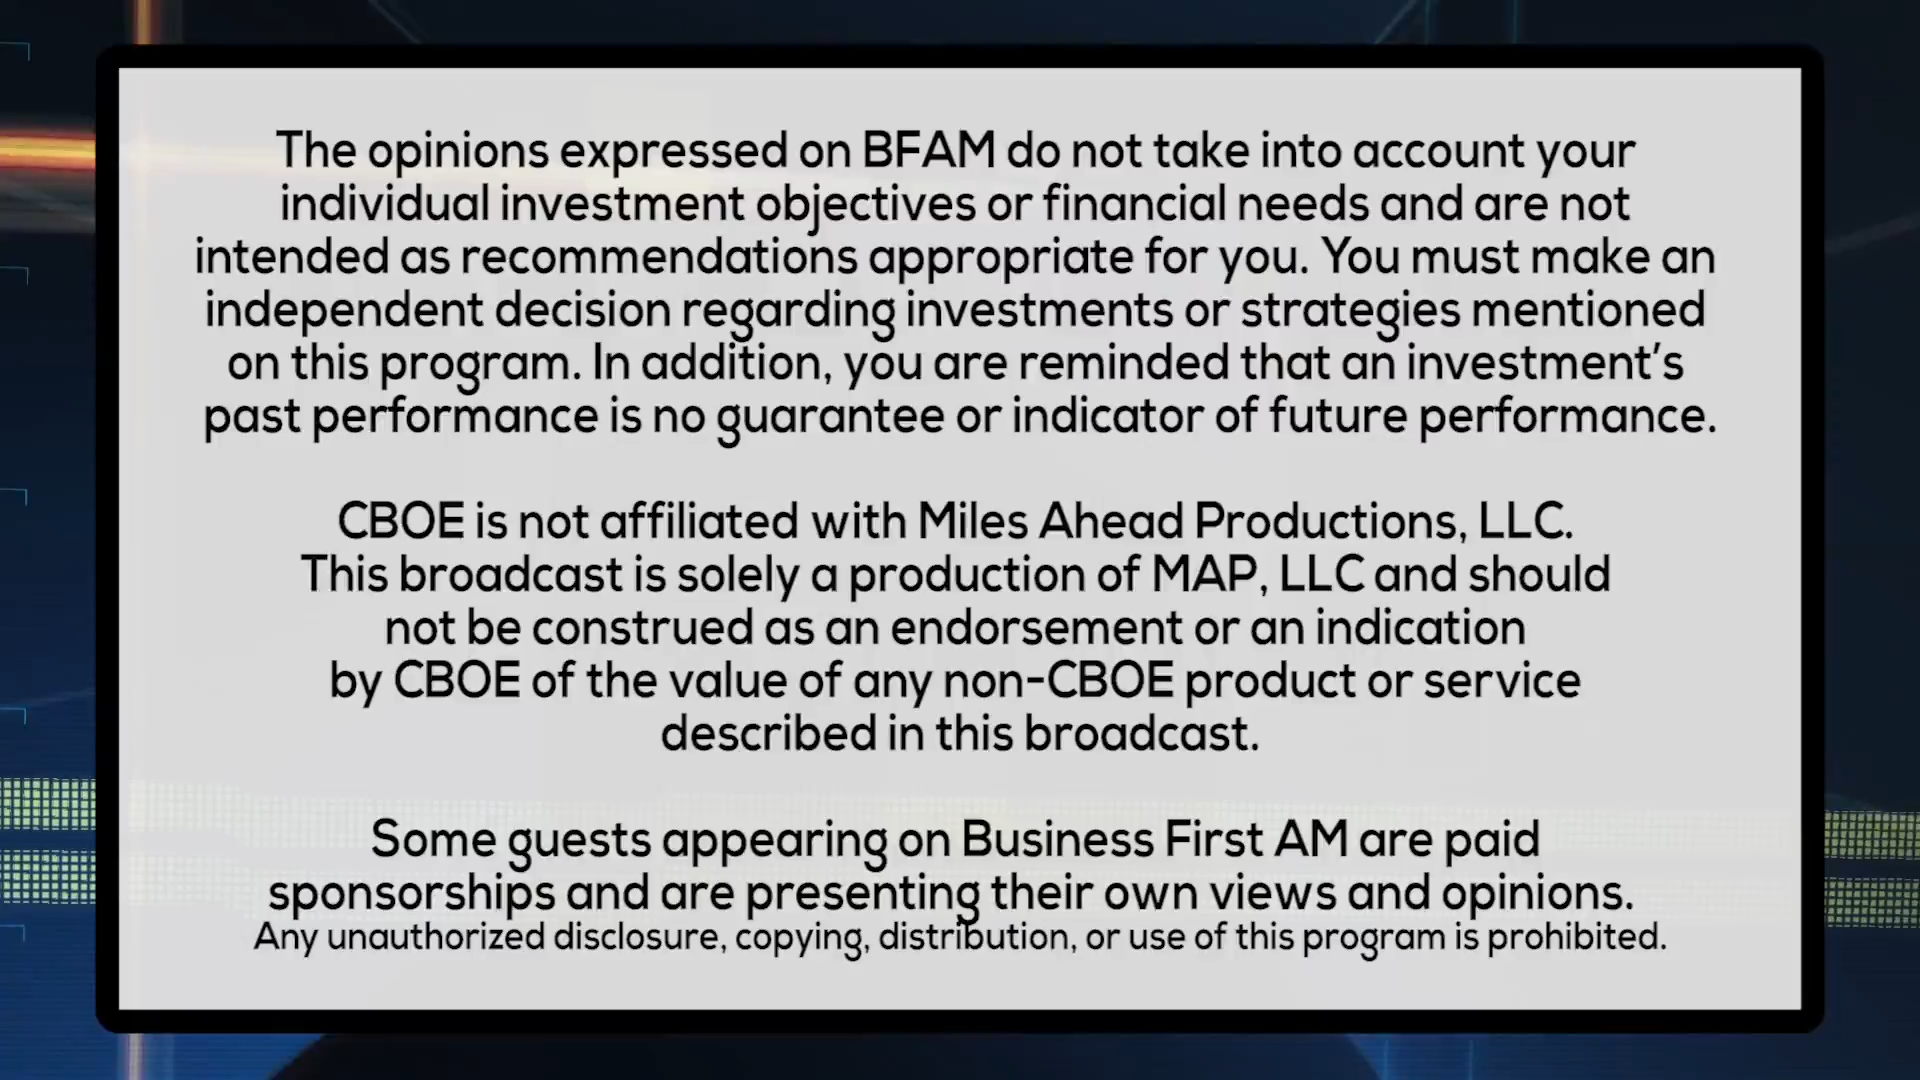 The opinions expressed on BFAM do not take into account your
individual investment objectives or financial needs and are not
intended as recommendations appropriate for you. You must make an
independent decision regarding investments or strategies mentioned
on this program. In addition, you are reminded that an investment’s
past performance is no guarantee or indicator of future performance.
CBOE is not affiliated with Miles Ahead Productions, LLC.
This broadcast is solely a production of MAP, LLC and should
not be construed as an endorsement or an indication
by CBOE of the value of any non-CBOE product or service
described in this broadcast.
Some guests appearing on Business First AM are paid
sponsorships and are presenting their own views and opinions.
Any unauthorized disclosure, copying, distribution, or use of this program is prohibited.